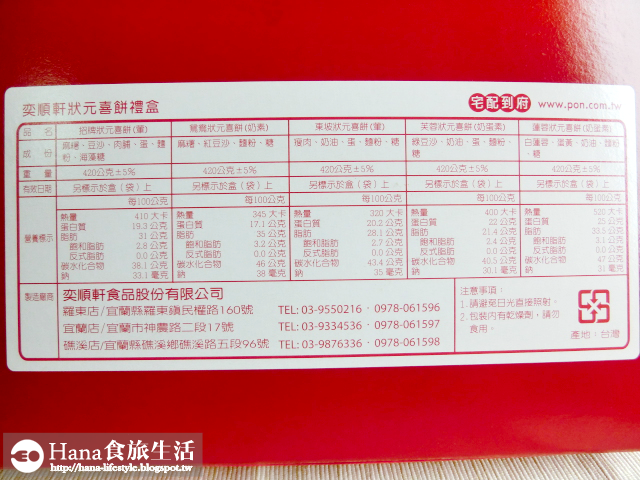 奕順軒狀元喜餅禮盒
宅配到府 www.pon.com.tw
品名 招牌狀元喜餅(葷) 鴛鴦狀元喜餅(奶素) 東坡狀元喜餅(葷) 芙蓉狀元喜餅(奶蛋素) 蓮蓉狀元喜餅(奶蛋素)
成份 麻糬、豆沙、肉脯、蛋、麵粉、海藻糖 麻糬、紅豆沙、麵粉、糖 瘦肉、奶油、蛋、麵粉、糖 綠豆沙、奶油、蛋、麵粉、糖 白蓮蓉、蛋黃、奶油、麵粉、糖
重量 420公克±5% 420公克±5% 420公克±5% 420公克±5% 420公克±5%
有效日期 另標示於盒(袋)上 另標示於盒(袋)上 另標示於盒(袋)上 另標示於盒(袋)上 另標示於盒(袋)上
營養標示 每100公克 每100公克 每100公克 每100公克 每100公克
熱量 410 大卡 熱量 345 大卡 熱量 320 大卡 熱量 400 大卡 熱量 大卡
蛋白質 19.3 公克 蛋白質 17.1 公克 蛋白質 20.2 公克 蛋白質 21.4 公克 蛋白質 公克
脂肪 31 公克 脂肪 35 公克 脂肪 28.1 公克 脂肪 22.2 公克 脂肪 公克
飽和脂肪 2.8 公克 飽和脂肪 3.2 公克 飽和脂肪 2.7 公克 飽和脂肪 2.4 公克 飽和脂肪 公克
反式脂肪 0.0 公克 反式脂肪 0.0 公克 反式脂肪 0.0 公克 反式脂肪 0.0 公克 反式脂肪 0.0 公克
碳水化合物 38.1 公克 碳水化合物 46 公克 碳水化合物 43.4 公克 碳水化合物 40.5 公克 碳水化合物 47 公克
鈉 33.1 毫克 鈉 38 毫克 鈉 35 毫克 鈉 30.1 毫克 鈉 31 毫克
製造廠商 奕順軒食品股份有限公司
羅東店/宜蘭縣羅東鎮民權路160號 TEL: 03-9550216・0978-061596
宜蘭店/宜蘭市神農路二段17號 TEL: 03-9334536・0978-061597
礁溪店/宜蘭縣礁溪鄉礁溪路五段96號 TEL: 03-9876336・0978-061598
注意事項:
1.請避免日光直接照射。
2.包裝內有乾燥劑,請勿食用。
產地:台灣
Hana食旅生活
http://hana-lifestyle.blogspot.tw